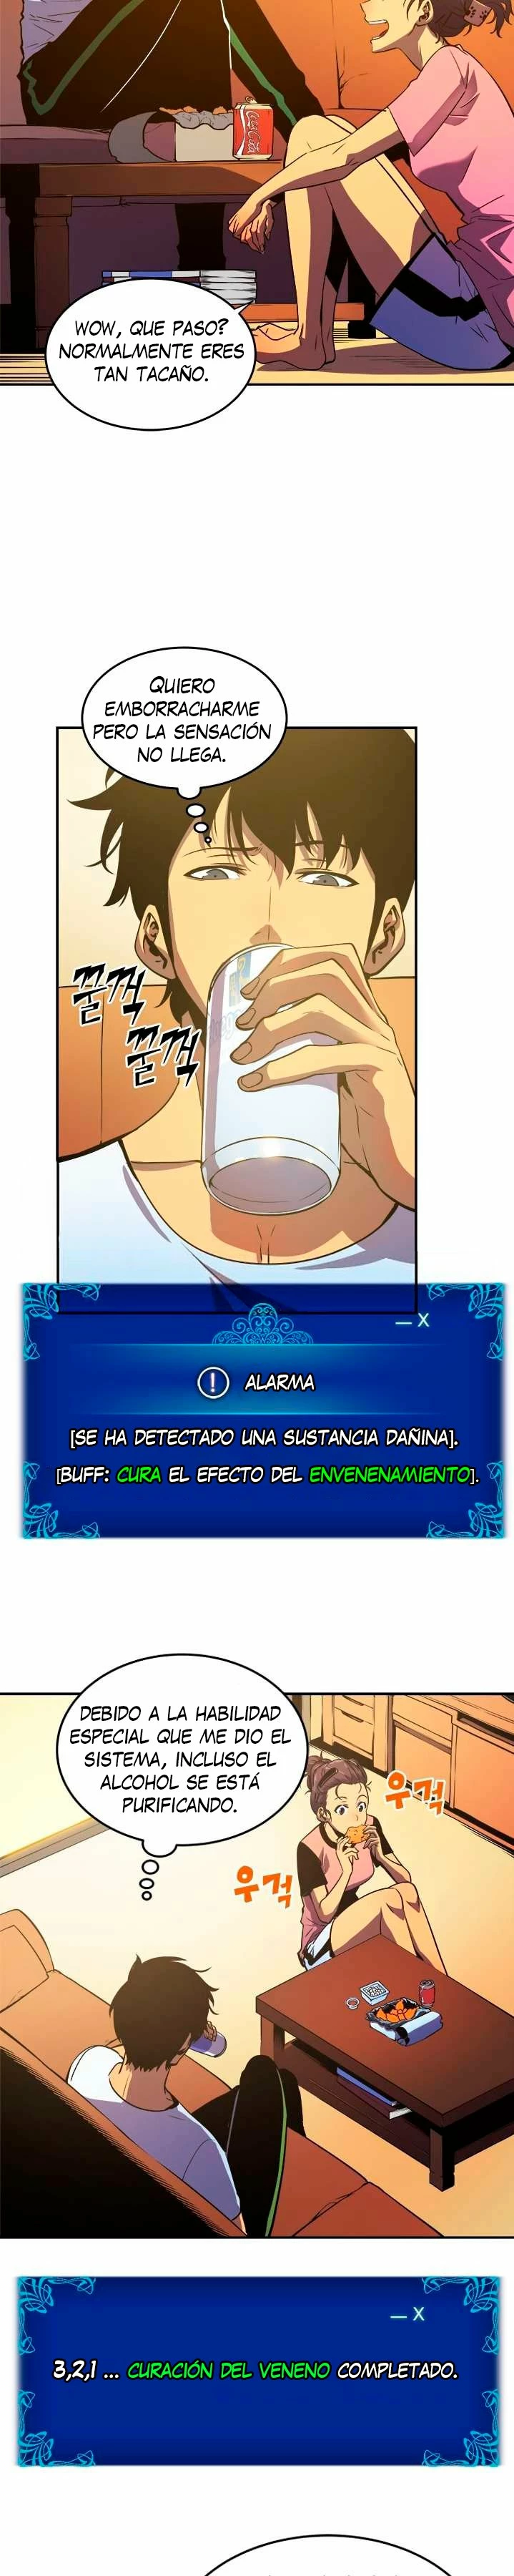 Coca Cola
WOW, QUE PASO?
NORMALMENTE ERES
TAN TACAÑO.
QUIERO
EMBORRACHARME
PERO LA SENSACIÓN
NO LLEGA.
꿀꺽
꿀꺽
— X
! ALARMA
[SE HA DETECTADO UNA SUSTANCIA DAÑINA].
[BUFF: CURA EL EFECTO DEL ENVENENAMIENTO].
DEBIDO A LA HABILIDAD
ESPECIAL QUE ME DIO EL
SISTEMA, INCLUSO EL
ALCOHOL SE ESTÁ
PURIFICANDO.
우걱
우걱
— X
3,2,1 ... CURACIÓN DEL VENENO COMPLETADO.